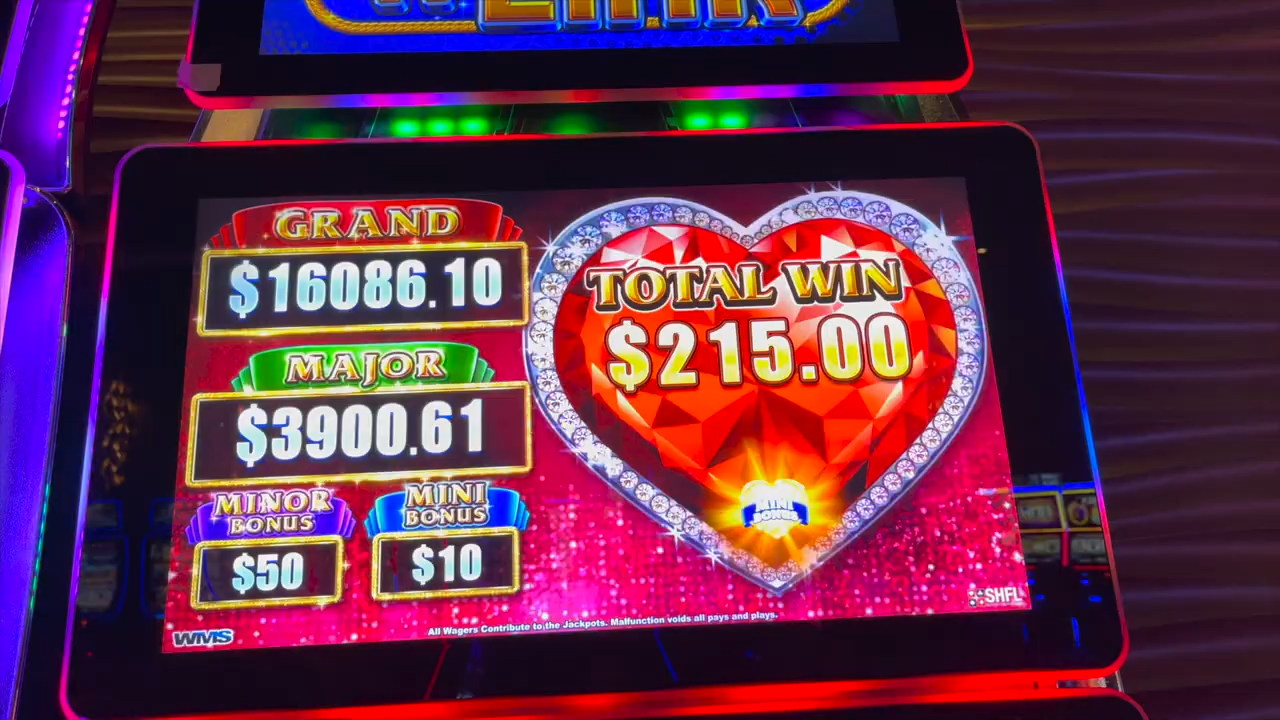 GRAND
$16086.10
MAJOR
$3900.61
MINOR
BONUS
$50
MINI
BONUS
$10
TOTAL WIN
$215.00
MINI
BONUS
WMS
All Wagers Contribute to the Jackpots. Malfunction voids all pays and plays.
SHFL